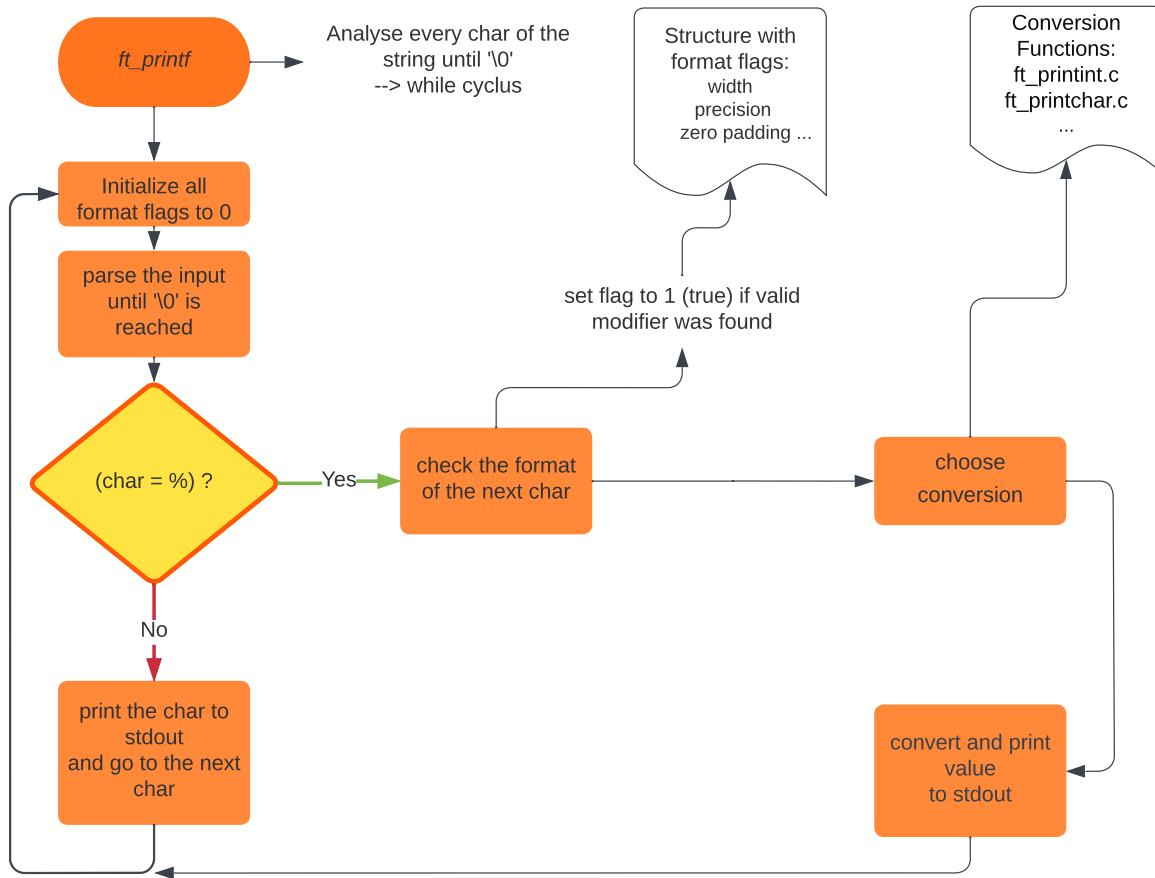 ft_printf
Analyse every char of the
string until '\0'
--> while cyclus
Structure with
format flags:
width
precision
zero padding ...
Conversion
Functions:
ft_printint.c
ft_printchar.c
...
Initialize all
format flags to 0
parse the input
until '\0' is
reached
set flag to 1 (true) if valid
modifier was found
(char = %) ?
Yes
check the format
of the next char
choose
conversion
No
print the char to
stdout
and go to the next
char
convert and print
value
to stdout